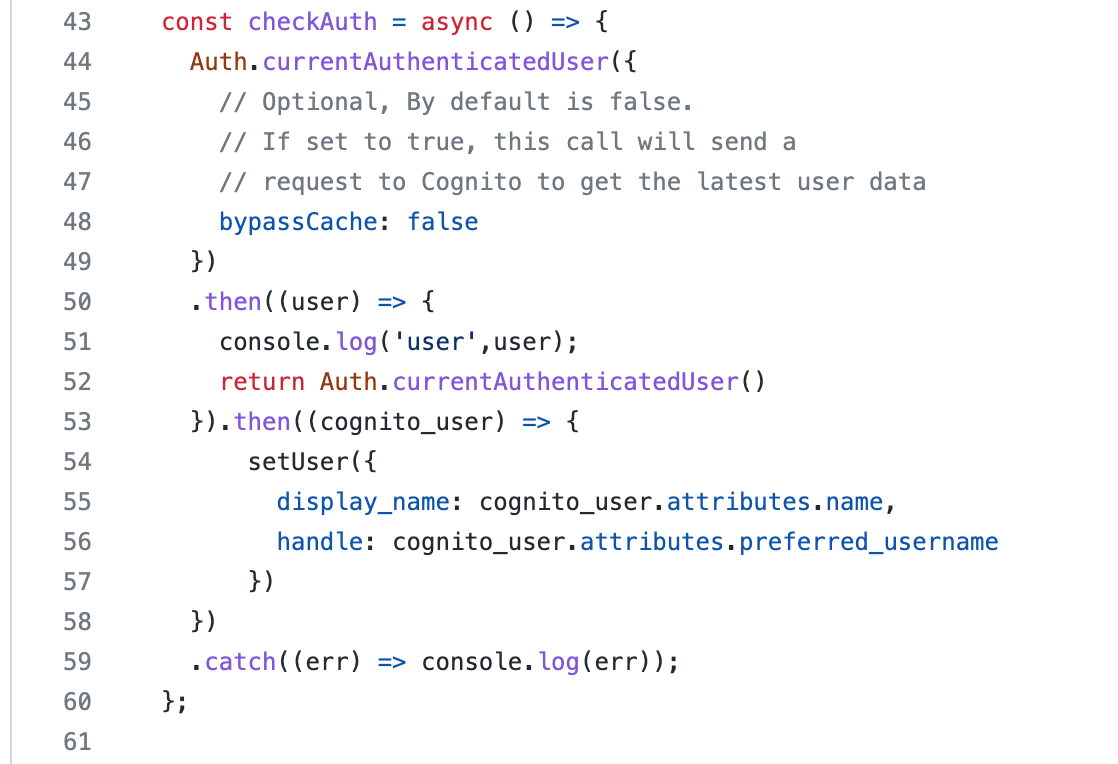 43 const checkAuth = async () => {
44 Auth.currentAuthenticatedUser({
45 // Optional, By default is false.
46 // If set to true, this call will send a
47 // request to Cognito to get the latest user data
48 bypassCache: false
49 })
50 .then((user) => {
51 console.log('user',user);
52 return Auth.currentAuthenticatedUser()
53 }).then((cognito_user) => {
54 setUser({
55 display_name: cognito_user.attributes.name,
56 handle: cognito_user.attributes.preferred_username
57 })
58 })
59 .catch((err) => console.log(err));
60 };
61